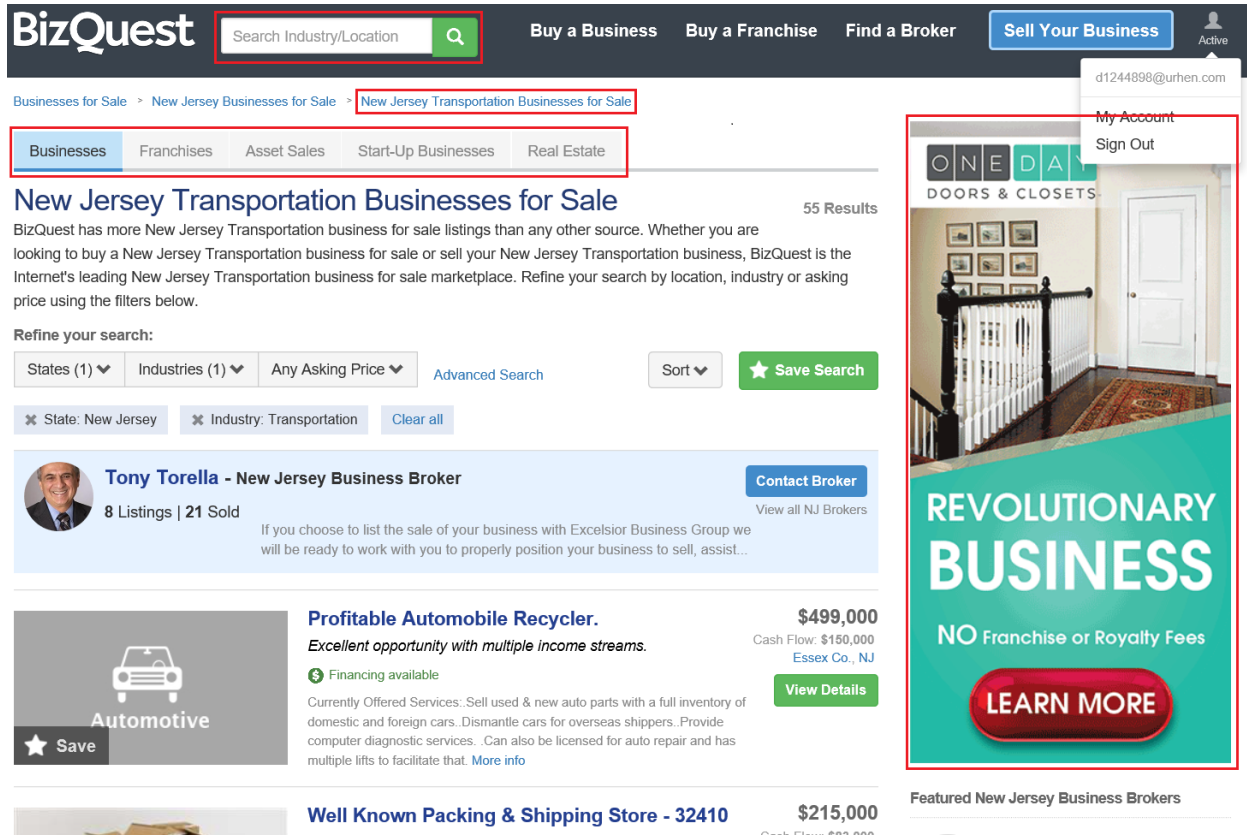 BizQuest
Search Industry/Location
Buy a Business
Buy a Franchise
Find a Broker
Sell Your Business
Active
d1244898@urhen.com
My Account
Sign Out
Businesses for Sale > New Jersey Businesses for Sale > New Jersey Transportation Businesses for Sale
Businesses
Franchises
Asset Sales
Start-Up Businesses
Real Estate
New Jersey Transportation Businesses for Sale
55 Results
BizQuest has more New Jersey Transportation business for sale listings than any other source. Whether you are
looking to buy a New Jersey Transportation business for sale or sell your New Jersey Transportation business, BizQuest is the
Internet's leading New Jersey Transportation business for sale marketplace. Refine your search by location, industry or asking
price using the filters below.
Refine your search:
States (1)
Industries (1)
Any Asking Price
Advanced Search
Sort
Save Search
State: New Jersey
Industry: Transportation
Clear all
Tony Torella - New Jersey Business Broker
8 Listings | 21 Sold
If you choose to list the sale of your business with Excelsior Business Group we
will be ready to work with you to properly position your business to sell, assist...
Contact Broker
View all NJ Brokers
Automotive
Save
Profitable Automobile Recycler.
Excellent opportunity with multiple income streams.
Financing available
Currently Offered Services:.Sell used & new auto parts with a full inventory of
domestic and foreign cars..Dismantle cars for overseas shippers..Provide
computer diagnostic services. .Can also be licensed for auto repair and has
multiple lifts to facilitate that. More info
$499,000
Cash Flow: $150,000
Essex Co., NJ
View Details
Well Known Packing & Shipping Store - 32410
$215,000
Cash Flow: $83,000
ONE DAY
DOORS & CLOSETS
REVOLUTIONARY
BUSINESS
NO Franchise or Royalty Fees
LEARN MORE
Featured New Jersey Business Brokers